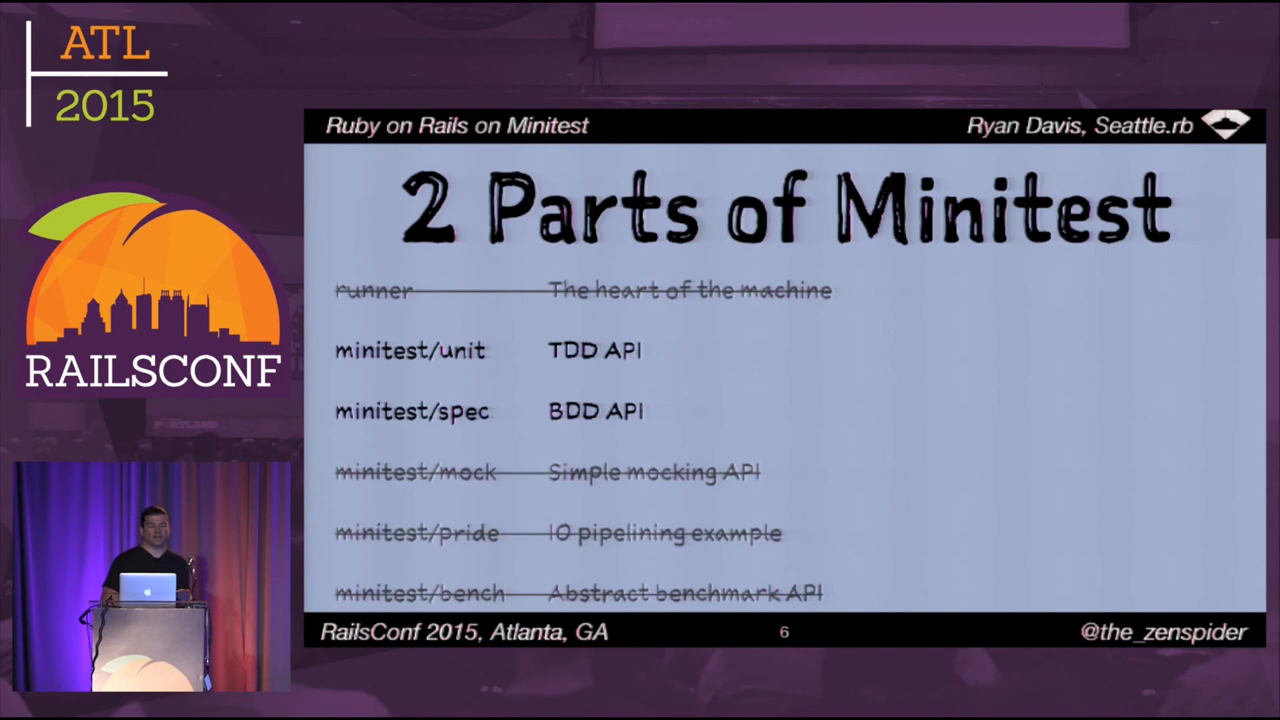 ATL
2015
RAILSCONF
Ruby on Rails on Minitest
Ryan Davis, Seattle.rb
2 Parts of Minitest
runner The heart of the machine
minitest/unit TDD API
minitest/spec BDD API
minitest/mock Simple mocking API
minitest/pride IO pipelining example
minitest/bench Abstract benchmark API
RailsConf 2015, Atlanta, GA
6
@the_zenspider
PORTLAND